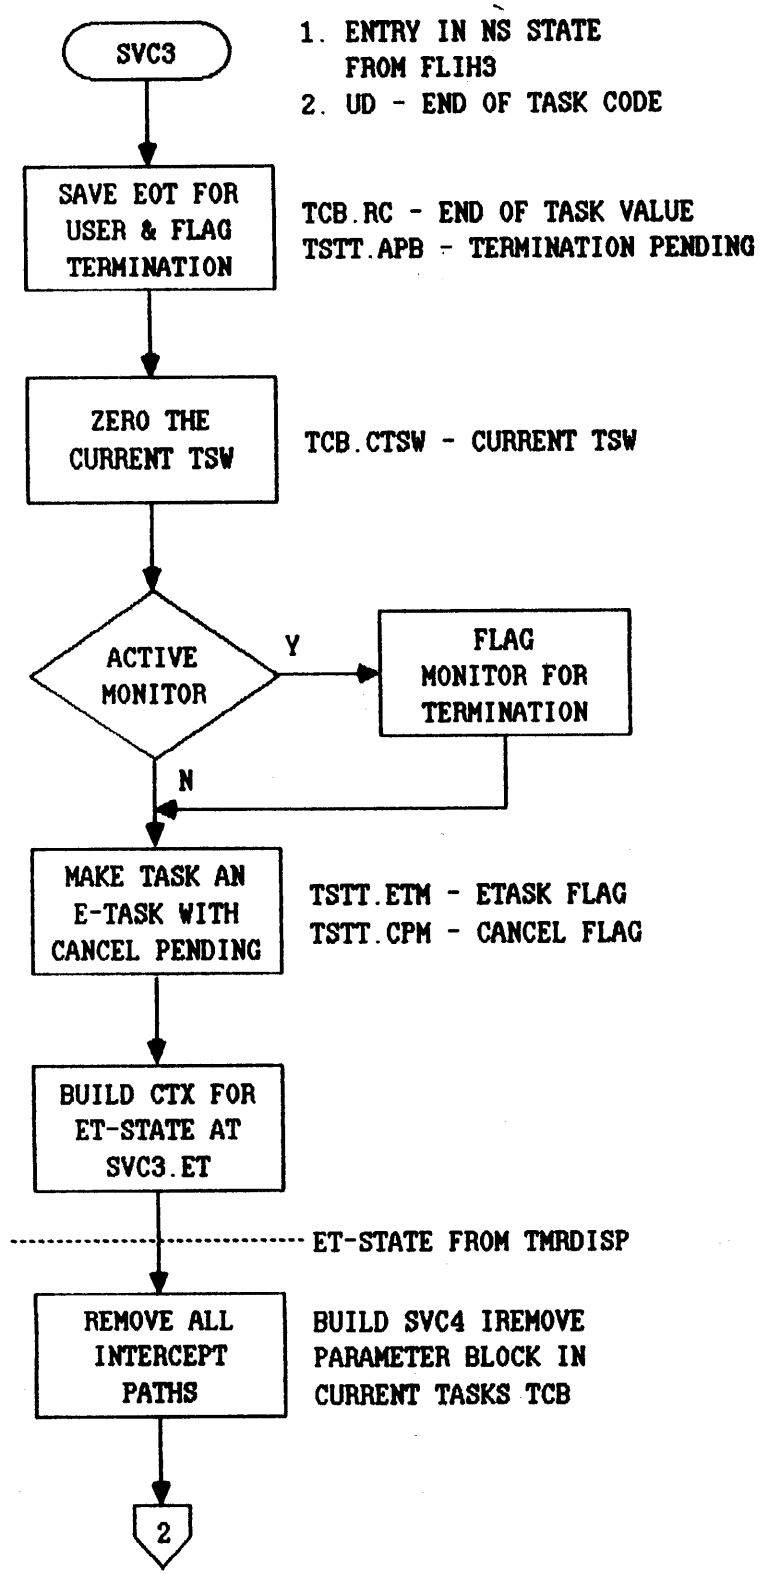 SVC3
1. ENTRY IN NS STATE
FROM FLIH3
2. UD - END OF TASK CODE
SAVE EOT FOR
USER & FLAG
TERMINATION
TCB.RC - END OF TASK VALUE
TSTT.APB - TERMINATION PENDING
ZERO THE
CURRENT TSW
TCB.CTSW - CURRENT TSW
ACTIVE
MONITOR
Y
FLAG
MONITOR FOR
TERMINATION
N
MAKE TASK AN
E-TASK WITH
CANCEL PENDING
TSTT.ETM - ETASK FLAG
TSTT.CPM - CANCEL FLAG
BUILD CTX FOR
ET-STATE AT
SVC3.ET
ET-STATE FROM TMRDISP
REMOVE ALL
INTERCEPT
PATHS
BUILD SVC4 IREMOVE
PARAMETER BLOCK IN
CURRENT TASKS TCB
2